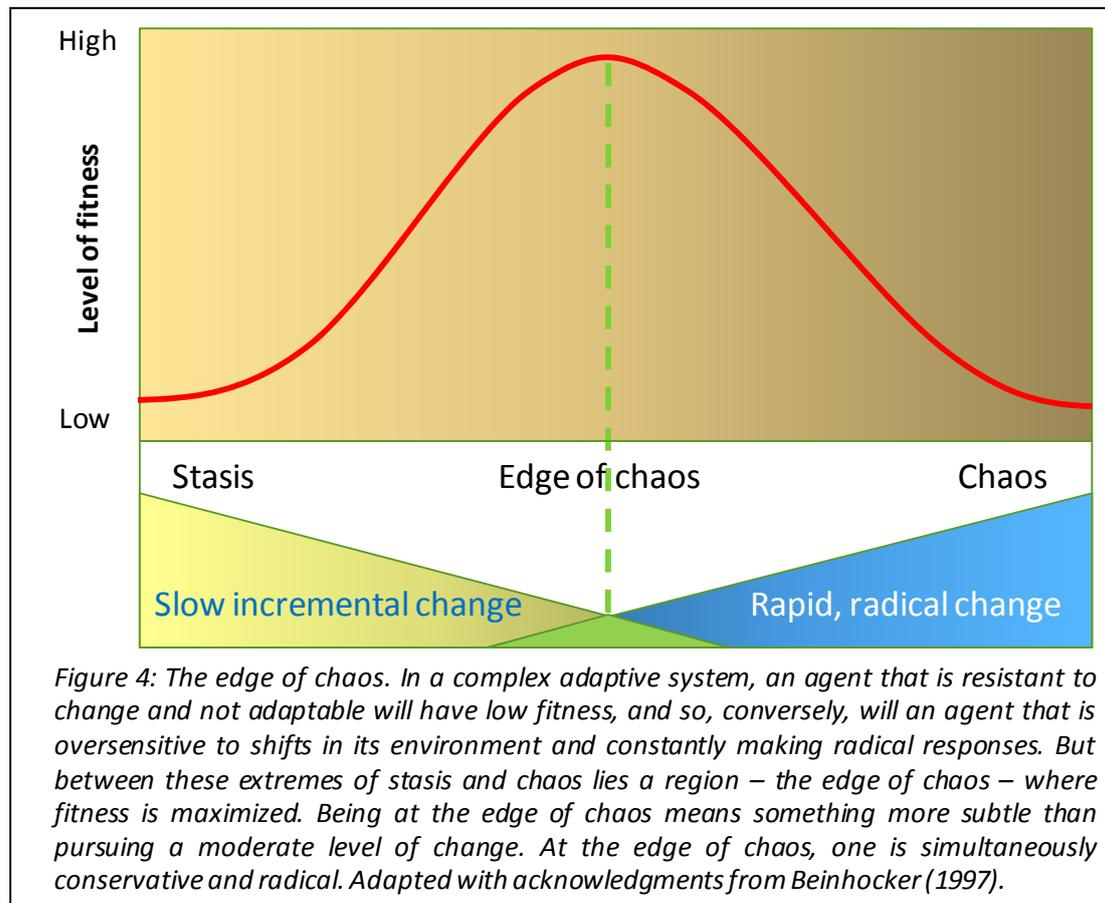 High
Level of fitness
Low
Stasis
Edge of chaos
Chaos
Slow incremental change
Rapid, radical change
Figure 4: The edge of chaos. In a complex adaptive system, an agent that is resistant to
change and not adaptable will have low fitness, and so, conversely, will an agent that is
oversensitive to shifts in its environment and constantly making radical responses. But
between these extremes of stasis and chaos lies a region – the edge of chaos – where
fitness is maximized. Being at the edge of chaos means something more subtle than
pursuing a moderate level of change. At the edge of chaos, one is simultaneously
conservative and radical. Adapted with acknowledgments from Beinhocker (1997).